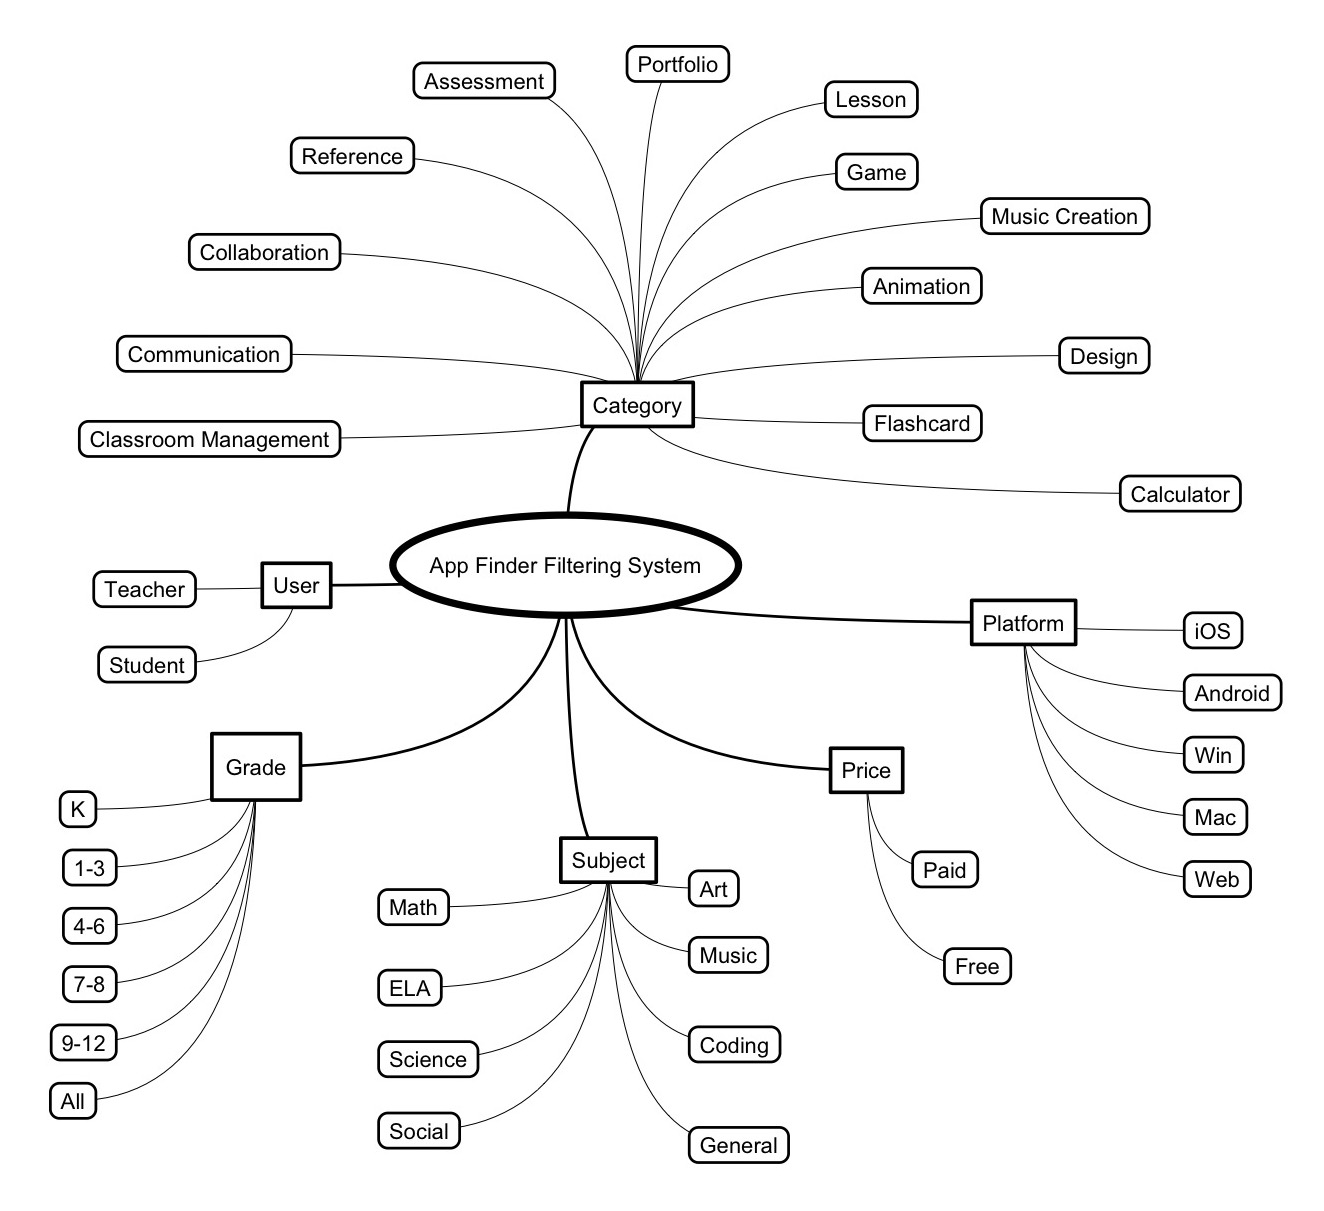 Portfolio
Assessment
Lesson
Reference
Game
Music Creation
Collaboration
Animation
Communication
Design
Category
Flashcard
Classroom Management
Calculator
App Finder Filtering System
User
Teacher
Student
Platform
iOS
Android
Win
Mac
Web
Grade
K
1-3
4-6
7-8
9-12
All
Price
Paid
Free
Subject
Math
ELA
Science
Social
Art
Music
Coding
General